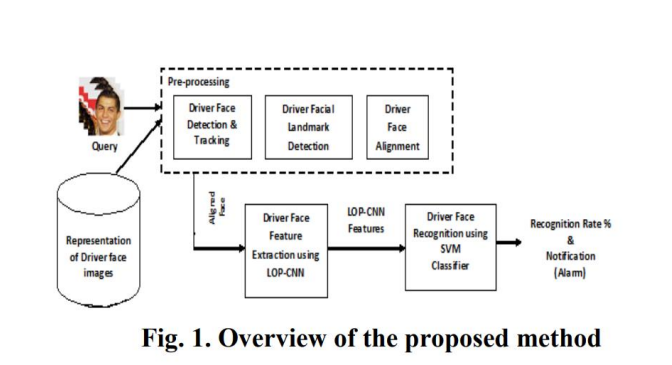 Pre-processing
Driver Face
Detection &
Tracking
Driver Facial
Landmark
Detection
Driver
Face
Alignment
Query
Representation
of Driver face
images
Aligned
Face
Driver Face
Feature
Extraction using
LOP-CNN
LOP-CNN
Features
Driver Face
Recognition using
SVM
Classifier
Recognition Rate %
&
Notification
(Alarm)
Fig. 1. Overview of the proposed method